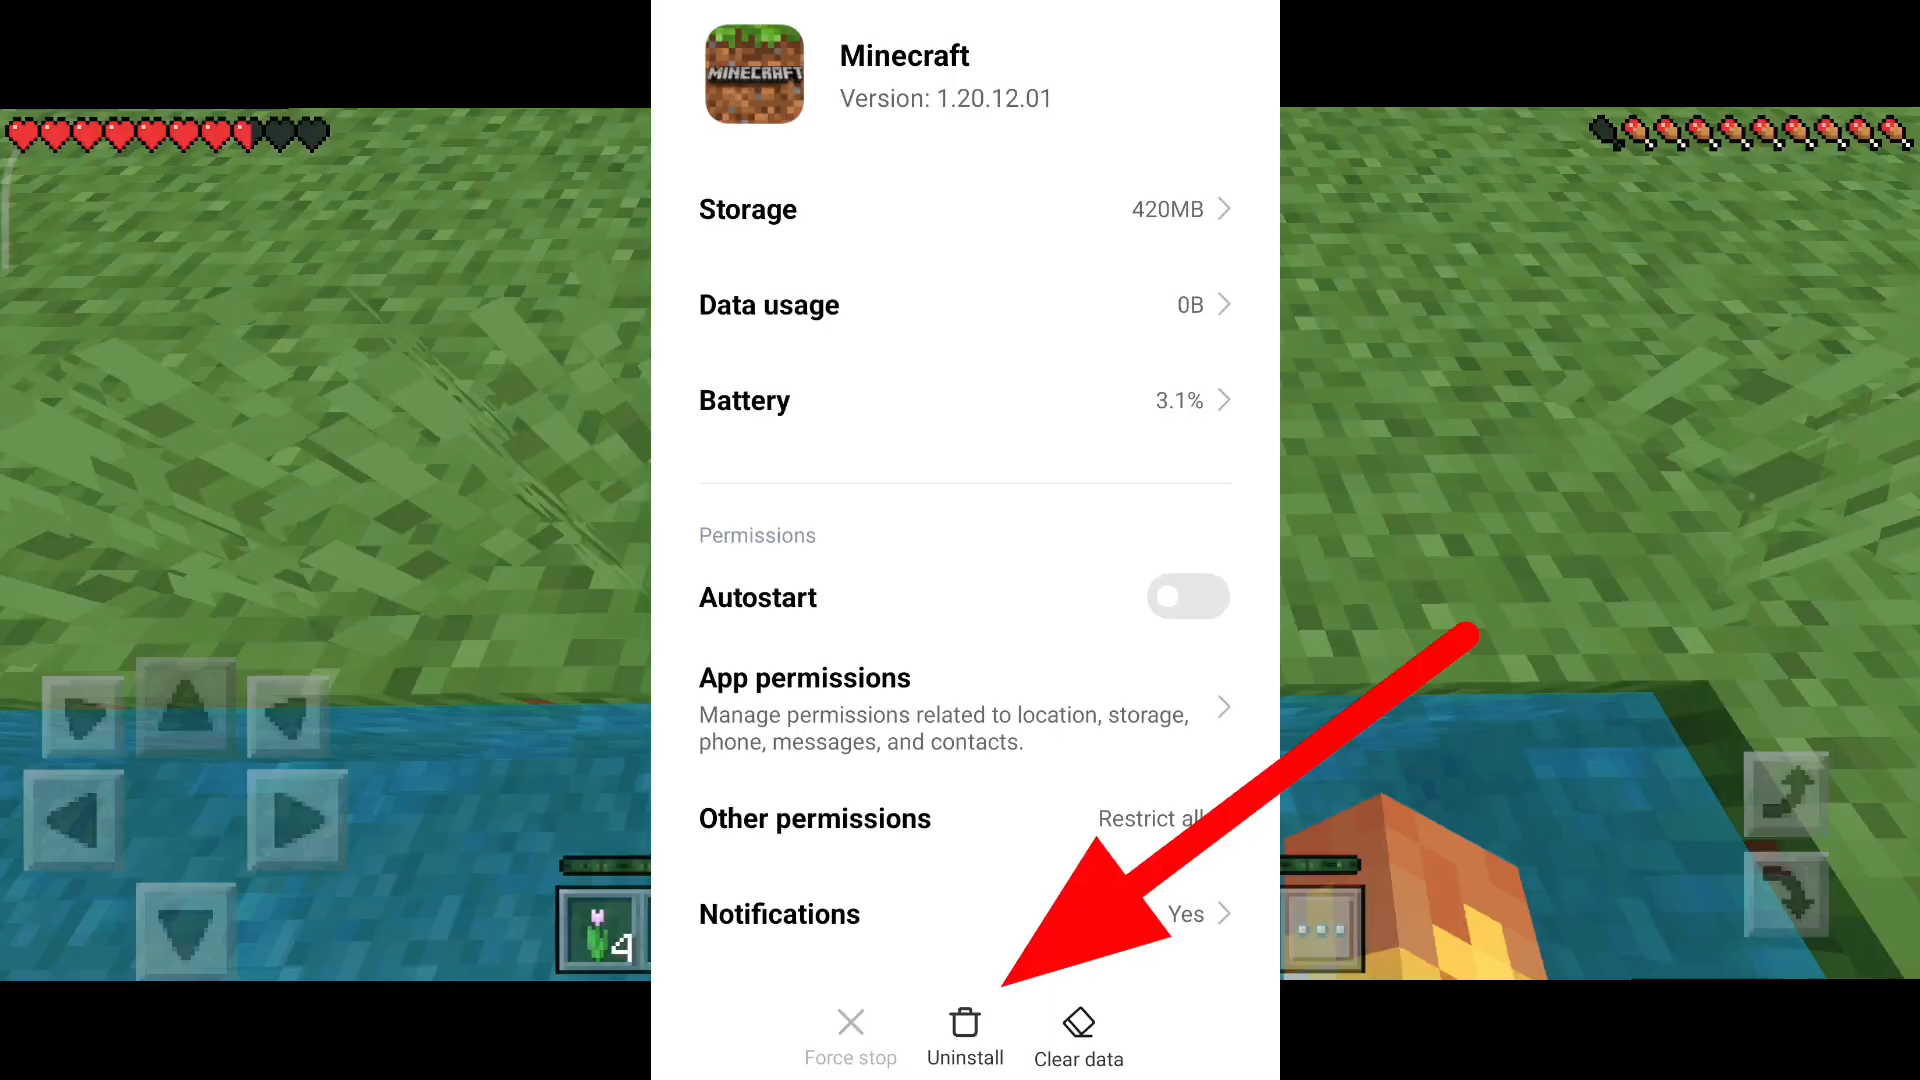 MINECRAFT
Minecraft
Version: 1.20.12.01
Storage
420MB
Data usage
0B
Battery
3.1%
Permissions
Autostart
App permissions
Manage permissions related to location, storage,
phone, messages, and contacts.
Other permissions
Restrict all
Notifications
Yes
4
Force stop
Uninstall
Clear data